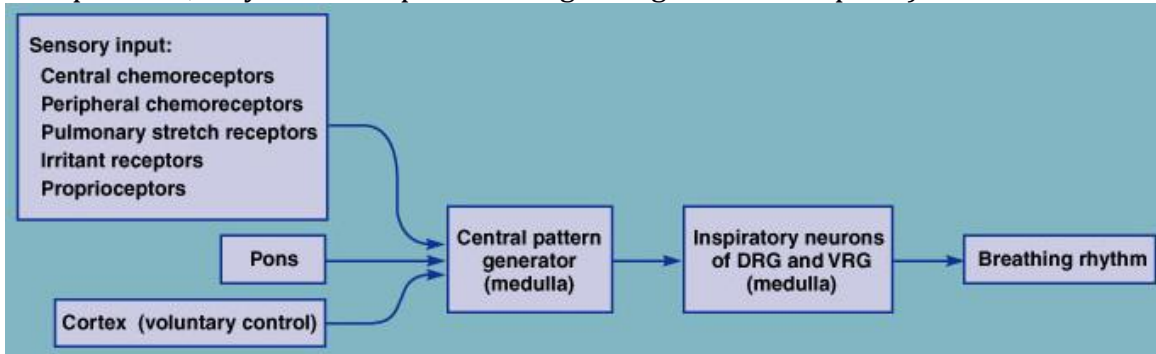 Sensory input:
Central chemoreceptors
Peripheral chemoreceptors
Pulmonary stretch receptors
Irritant receptors
Proprioceptors
Pons
Cortex (voluntary control)
Central pattern
generator
(medulla)
Inspiratory neurons
of DRG and VRG
(medulla)
Breathing rhythm